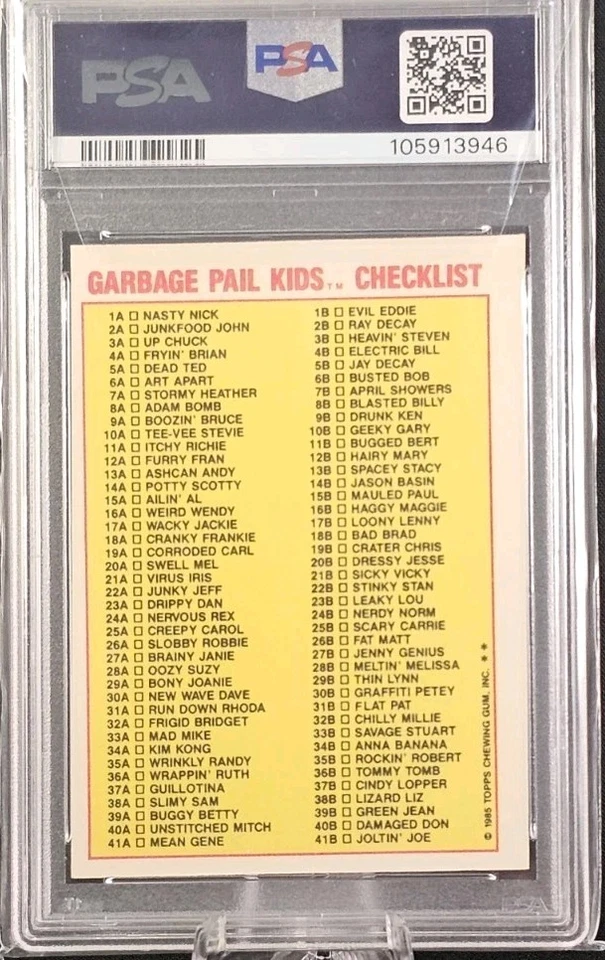 PSA
PSA
105913946
GARBAGE PAIL KIDS™ CHECKLIST
1A □ NASTY NICK
2A □ JUNKFOOD JOHN
3A □ UP CHUCK
4A □ FRYIN' BRIAN
5A □ DEAD TED
6A □ ART APART
7A □ STORMY HEATHER
8A □ ADAM BOMB
9A □ BOOZIN' BRUCE
10A □ TEE-VEE STEVIE
11A □ ITCHY RICHIE
12A □ FURRY FRAN
13A □ ASHCAN ANDY
14A □ POTTY SCOTTY
15A □ AILIN' AL
16A □ WEIRD WENDY
17A □ WACKY JACKIE
18A □ CRANKY FRANKIE
19A □ CORRODED CARL
20A □ SWELL MEL
21A □ VIRUS IRIS
22A □ JUNKY JEFF
23A □ DRIPPY DAN
24A □ NERVOUS REX
25A □ CREEPY CAROL
26A □ SLOBBY ROBBIE
27A □ BRAINY JANIE
28A □ OOZY SUZY
29A □ BONY JOANIE
30A □ NEW WAVE DAVE
31A □ RUN DOWN RHODA
32A □ FRIGID BRIDGET
33A □ MAD MIKE
34A □ KIM KONG
35A □ WRINKLY RANDY
36A □ WRAPPIN' RUTH
37A □ GUILLOTINA
38A □ SLIMY SAM
39A □ BUGGY BETTY
40A □ UNSTITCHED MITCH
41A □ MEAN GENE
1B □ EVIL EDDIE
2B □ RAY DECAY
3B □ HEAVIN' STEVEN
4B □ ELECTRIC BILL
5B □ JAY DECAY
6B □ BUSTED BOB
7B □ APRIL SHOWERS
8B □ BLASTED BILLY
9B □ DRUNK KEN
10B □ GEEKY GARY
11B □ BUGGED BERT
12B □ HAIRY MARY
13B □ SPACEY STACY
14B □ JASON BASIN
15B □ MAULED PAUL
16B □ HAGGY MAGGIE
17B □ LOONY LENNY
18B □ BAD BRAD
19B □ CRATER CHRIS
20B □ DRESSY JESSE
21B □ SICKY VICKY
22B □ STINKY STAN
23B □ LEAKY LOU
24B □ NERDY NORM
25B □ SCARY CARRIE
26B □ FAT MATT
27B □ JENNY GENIUS
28B □ MELTIN' MELISSA
29B □ THIN LYNN
30B □ GRAFFITI PETEY
31B □ FLAT PAT
32B □ CHILLY MILLIE
33B □ SAVAGE STUART
34B □ ANNA BANANA
35B □ ROCKIN' ROBERT
36B □ TOMMY TOMB
37B □ CINDY LOPPER
38B □ LIZARD LIZ
39B □ GREEN JEAN
40B □ DAMAGED DON
41B □ JOLTIN' JOE
© 1985 TOPPS CHEWING GUM, INC. * *
PSA